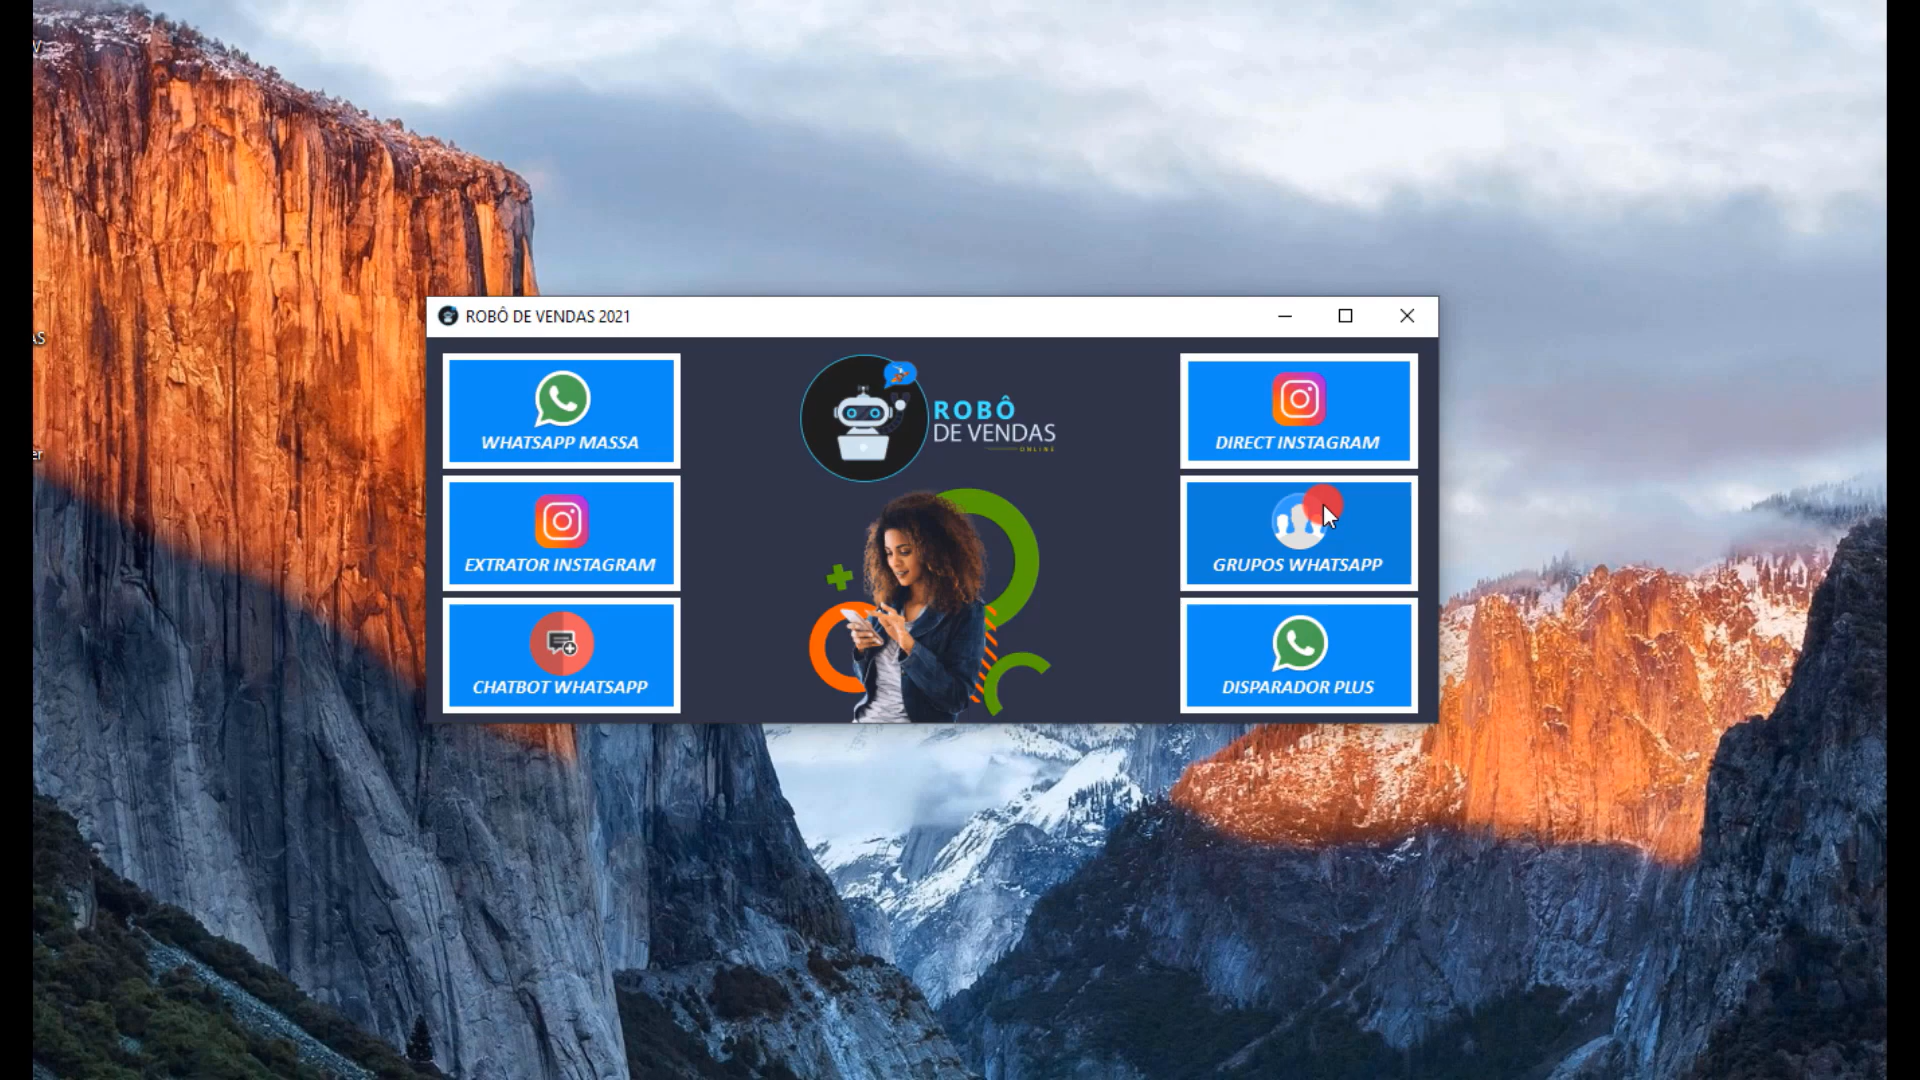 ROBÔ DE VENDAS 2021
WHATSAPP MASSA
EXTRATOR INSTAGRAM
CHATBOT WHATSAPP
ROBÔ
DE VENDAS
ONLINE
DIRECT INSTAGRAM
GRUPOS WHATSAPP
DISPARADOR PLUS